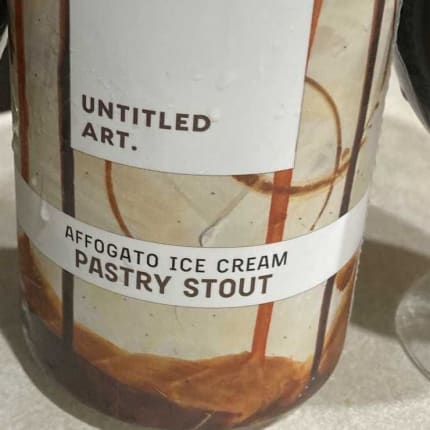 UNTITLED
ART.
AFFOGATO ICE CREAM
PASTRY STOUT